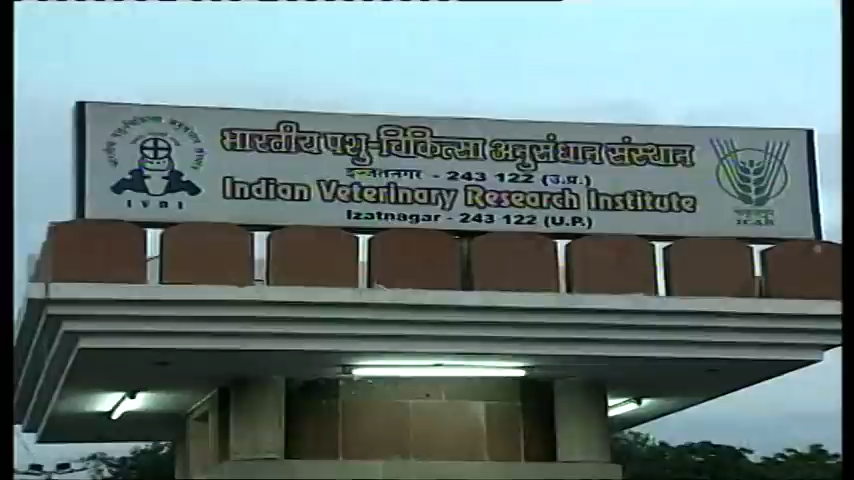 भारतीय पशु-चिकित्सा अनुसंधान संस्थान
इज्जतनगर - 243 122 (उ.प्र.)
Indian Veterinary Research Institute
Izatnagar - 243 122 (U.P.)
IVRI
ICAR